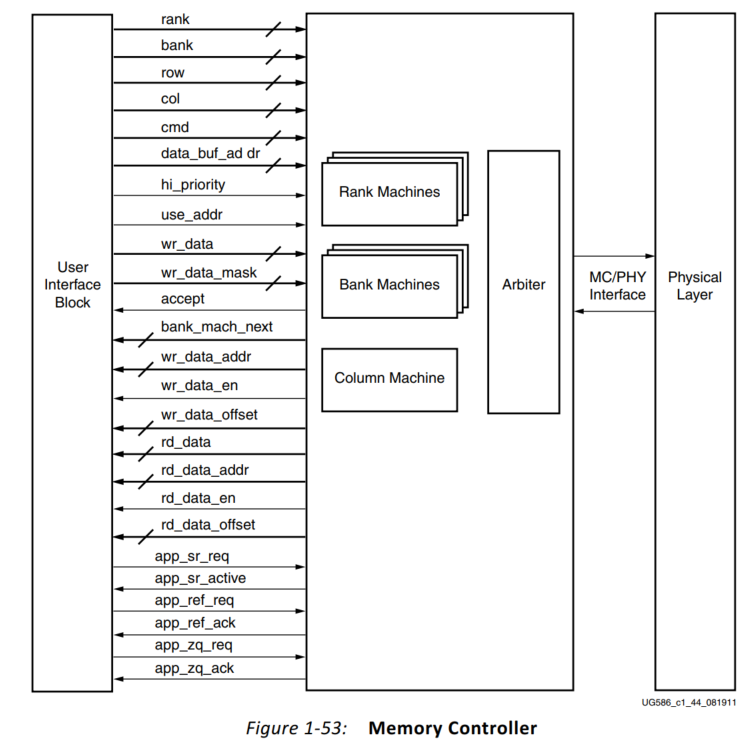 rank
bank
row
col
cmd
data_buf_ad dr
hi_priority
use_addr
wr_data
wr_data_mask
accept
bank_mach_next
wr_data_addr
wr_data_en
wr_data_offset
rd_data
rd_data_addr
rd_data_en
rd_data_offset
app_sr_req
app_sr_active
app_ref_req
app_ref_ack
app_zq_req
app_zq_ack
User
Interface
Block
Rank Machines
Bank Machines
Column Machine
Arbiter
MC/PHY
Interface
Physical
Layer
UG586_c1_44_081911
Figure 1-53: Memory Controller